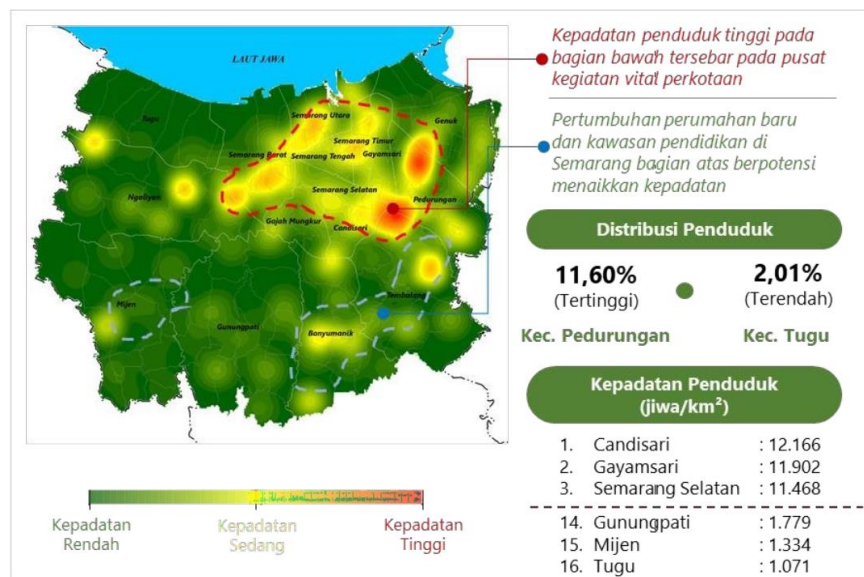 LAUT JAWA
Tugu
Semarang Utara
Genuk
Semarang Timur
Semarang Barat
Semarang Tengah
Gayamsari
Ngaliyan
Semarang Selatan
Pedurungan
Gajah Mungkur
Candisari
Tembalang
Mijen
Gunungpati
Banyumanik
Kepadatan
Rendah
Kepadatan
Sedang
Kepadatan
Tinggi
Kepadatan penduduk tinggi pada
bagian bawah tersebar pada pusat
kegiatan vital perkotaan
Pertumbuhan perumahan baru
dan kawasan pendidikan di
Semarang bagian atas berpotensi
menaikkan kepadatan
Distribusi Penduduk
11,60%
(Tertinggi)
Kec. Pedurungan
2,01%
(Terendah)
Kec. Tugu
Kepadatan Penduduk
(jiwa/km²)
1. Candisari : 12.166
2. Gayamsari : 11.902
3. Semarang Selatan : 11.468
14. Gunungpati : 1.779
15. Mijen : 1.334
16. Tugu : 1.071